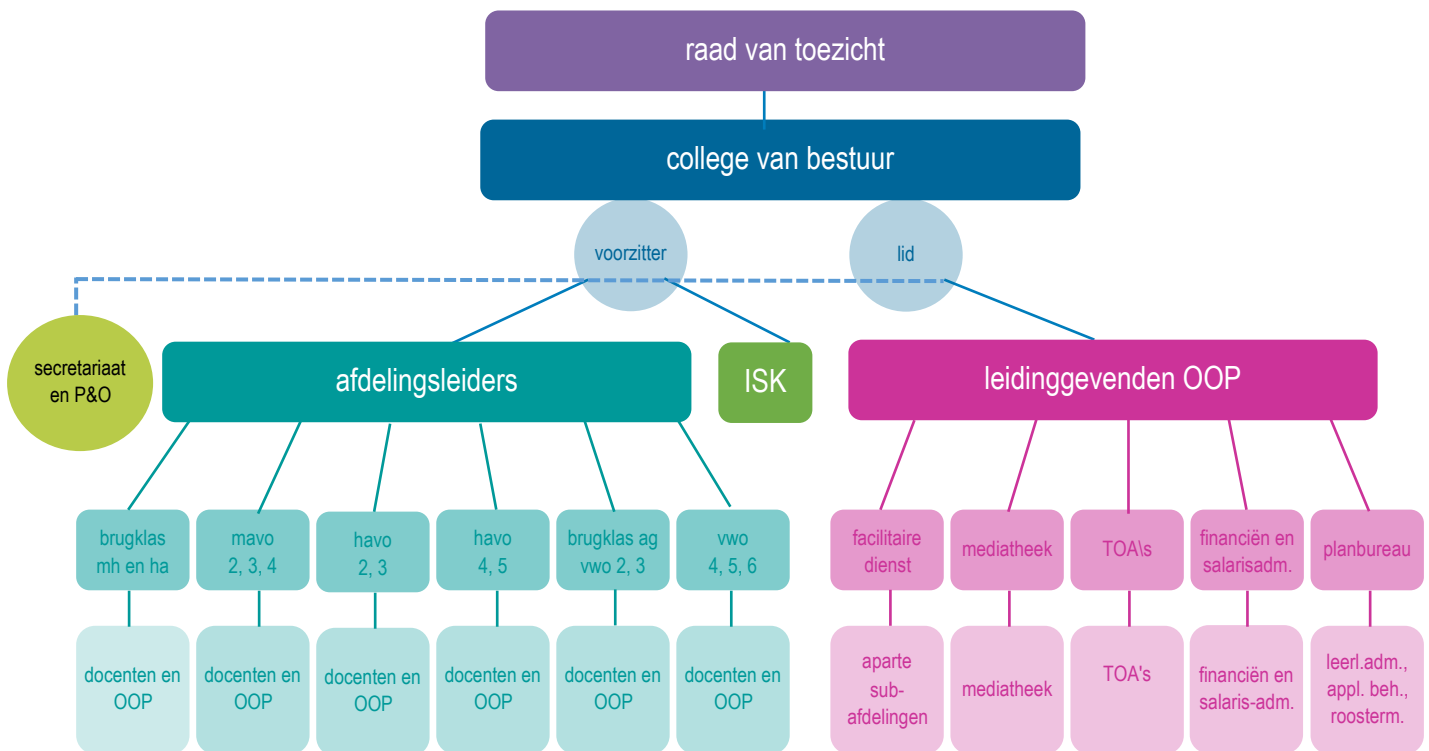 raad van toezicht
college van bestuur
voorzitter
lid
secretariaat
en P&O
afdelingsleiders
ISK
leidinggevenden OOP
brugklas
mh en ha
mavo
2, 3, 4
havo
2, 3
havo
4, 5
brugklas ag
vwo 2, 3
vwo
4, 5, 6
facilitaire
dienst
mediatheek
TOA\s
financiën en
salarisadm.
planbureau
docenten en
OOP
docenten en
OOP
docenten en
OOP
docenten en
OOP
docenten en
OOP
docenten en
OOP
aparte
sub-
afdelingen
mediatheek
TOA's
financiën en
salaris-adm.
leerl.adm.,
appl. beh.,
roosterm.